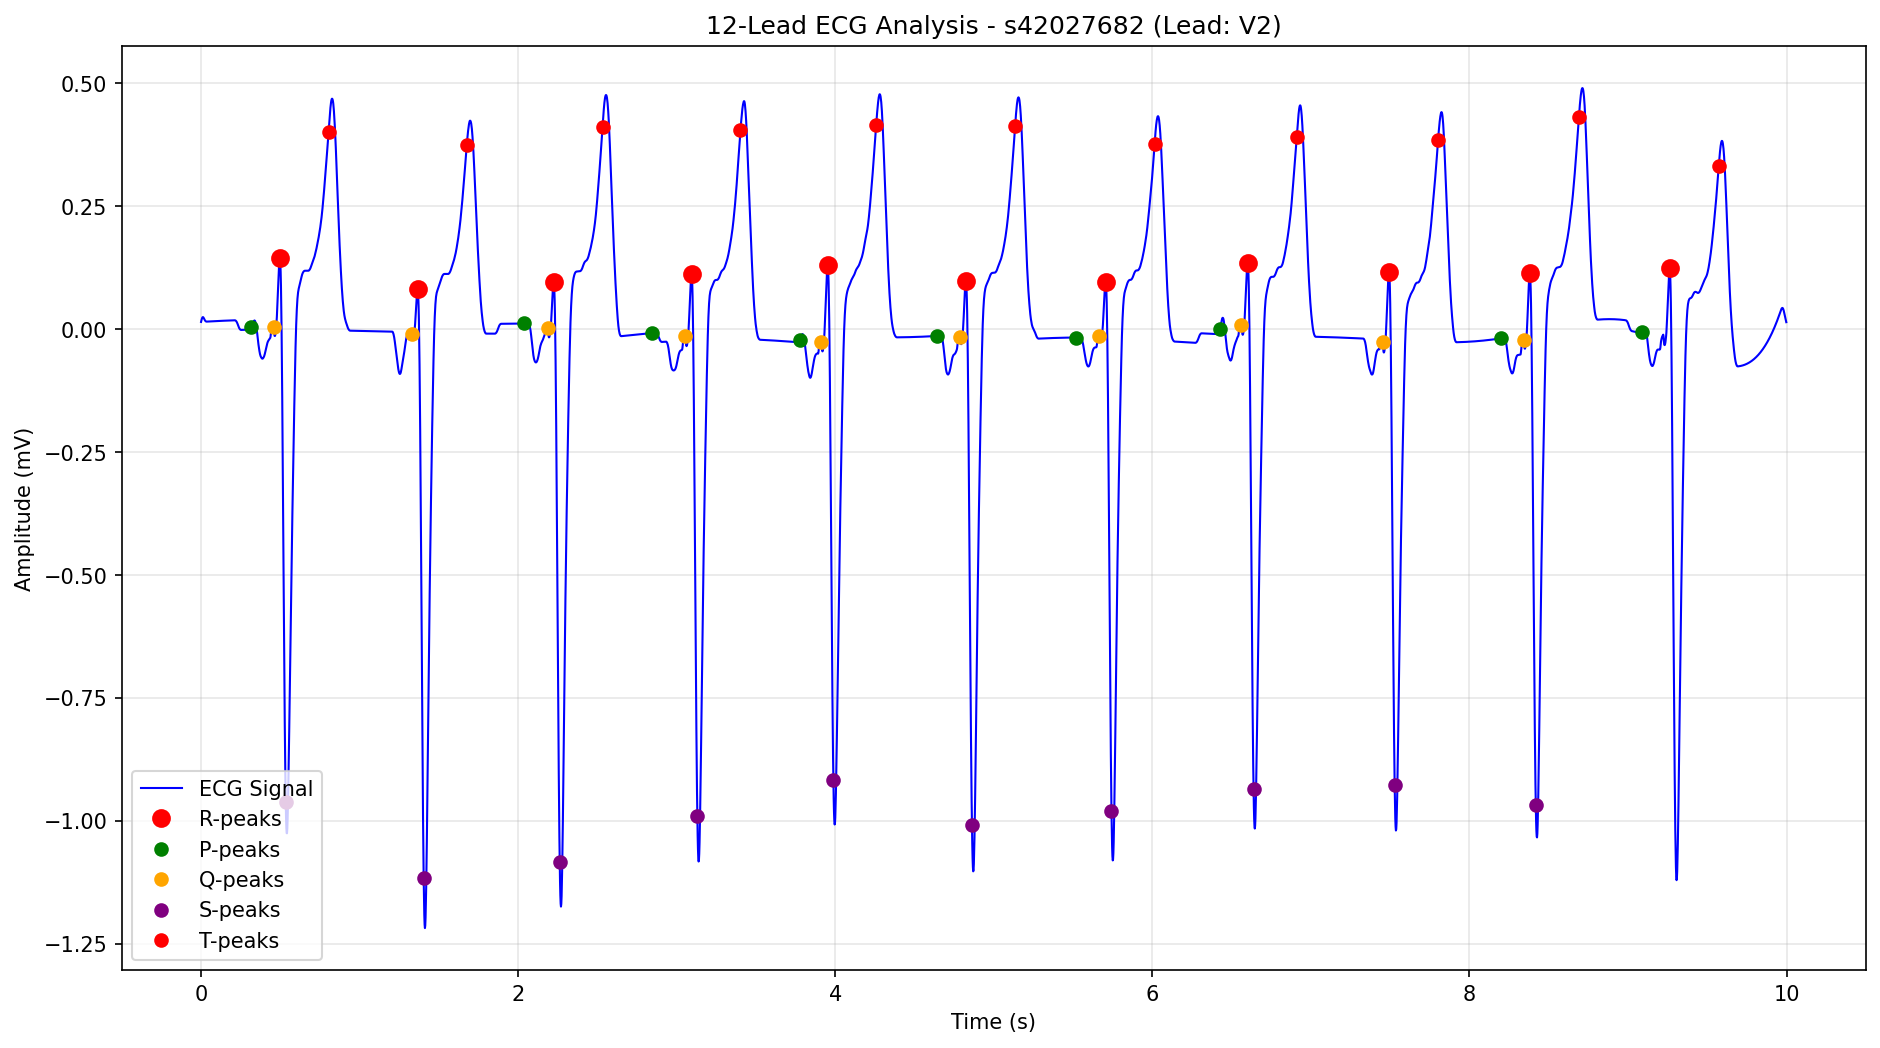 12-Lead ECG Analysis - s42027682 (Lead: V2)
Amplitude (mV)
0.50
0.25
0.00
−0.25
−0.50
−0.75
−1.00
−1.25
ECG Signal
R-peaks
P-peaks
Q-peaks
S-peaks
T-peaks
0 2 4 6 8 10
Time (s)